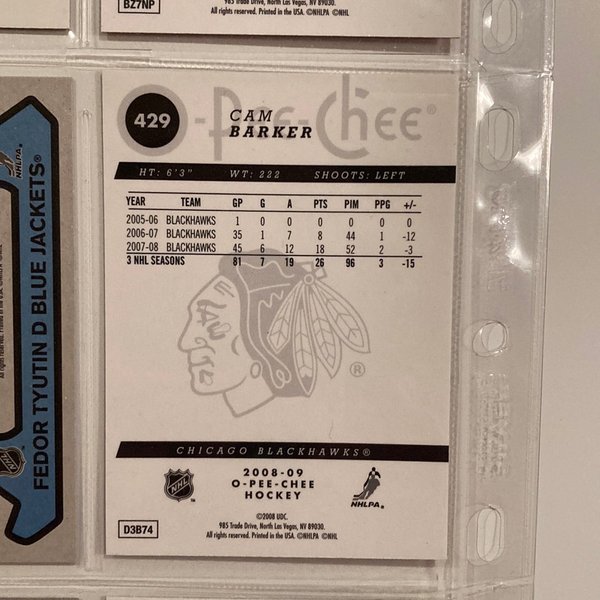 BZ7NP
985 Trade Drive, North Las Vegas, NV 89030.
All rights reserved. Printed in the USA. ©NHLPA ©NHL
NHLPA®
FEDOR TYUTIN D BLUE JACKETS®
NHL
429
O-Pee-Chee®
CAM
BARKER
HT: 6'3" WT: 222 SHOOTS: LEFT
YEAR TEAM GP G A PTS PIM PPG +/-
2005-06 BLACKHAWKS 1 0 0 0 0 0 0
2006-07 BLACKHAWKS 35 1 7 8 44 1 -12
2007-08 BLACKHAWKS 45 6 12 18 52 2 -3
3 NHL SEASONS 81 7 19 26 96 3 -15
®
CHICAGO BLACKHAWKS®
NHL
2008-09
O-PEE-CHEE
HOCKEY
NHLPA
©2008 UDC.
985 Trade Drive, North Las Vegas, NV 89030.
All rights reserved. Printed in the USA. ©NHLPA ©NHL
D3B74